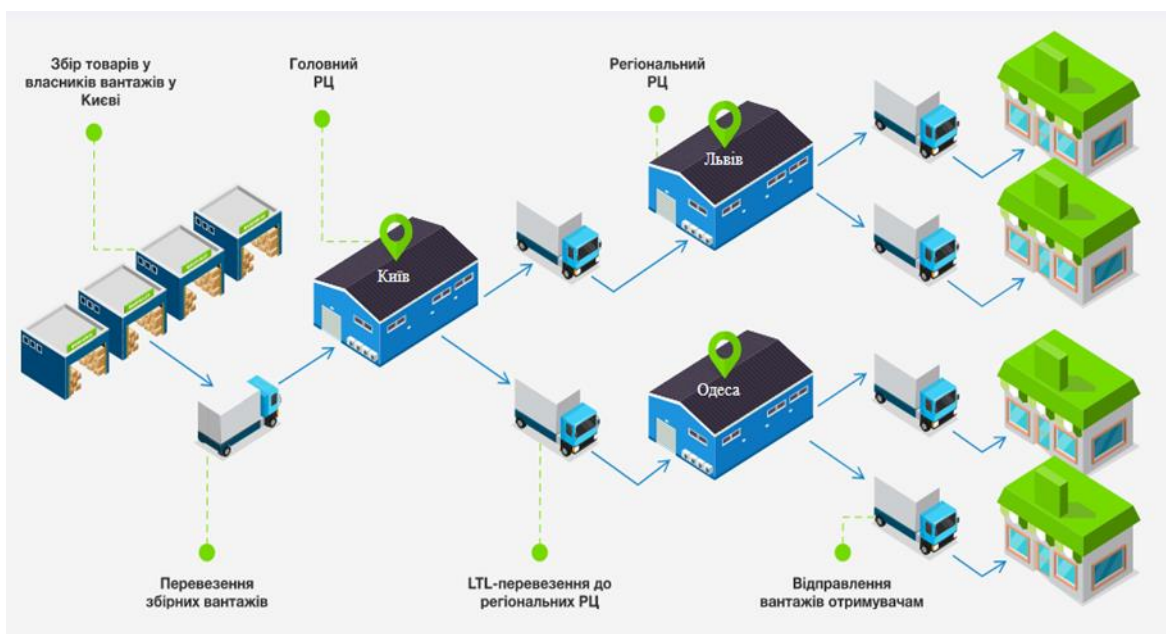 Збір товарів у
власників вантажів у
Києві
Головний
РЦ
Регіональний
РЦ
Львів
Київ
Одеса
Перевезення
збірних вантажів
LTL-перевезення до
регіональних РЦ
Відправлення
вантажів отримувачам